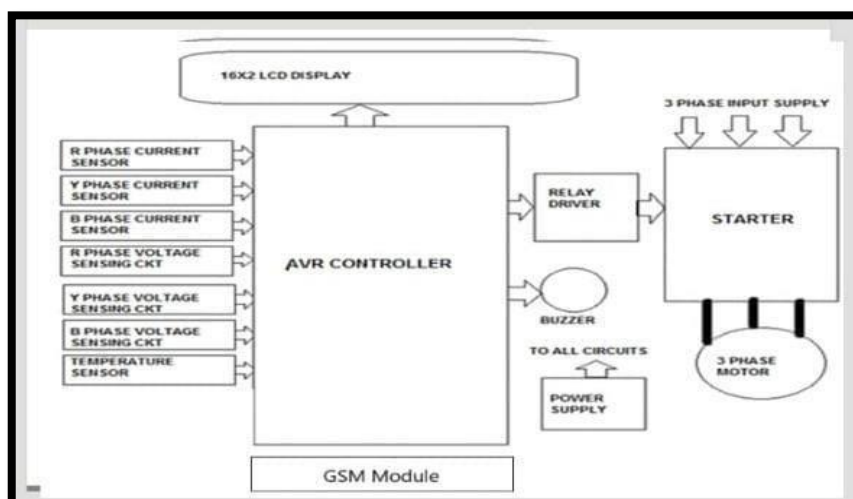 16X2 LCD DISPLAY
3 PHASE INPUT SUPPLY
R PHASE CURRENT
SENSOR
Y PHASE CURRENT
SENSOR
B PHASE CURRENT
SENSOR
R PHASE VOLTAGE
SENSING CKT
Y PHASE VOLTAGE
SENSING CKT
B PHASE VOLTAGE
SENSING CKT
TEMPERATURE
SENSOR
AVR CONTROLLER
RELAY
DRIVER
STARTER
BUZZER
TO ALL CIRCUITS
POWER
SUPPLY
3 PHASE
MOTOR
GSM Module